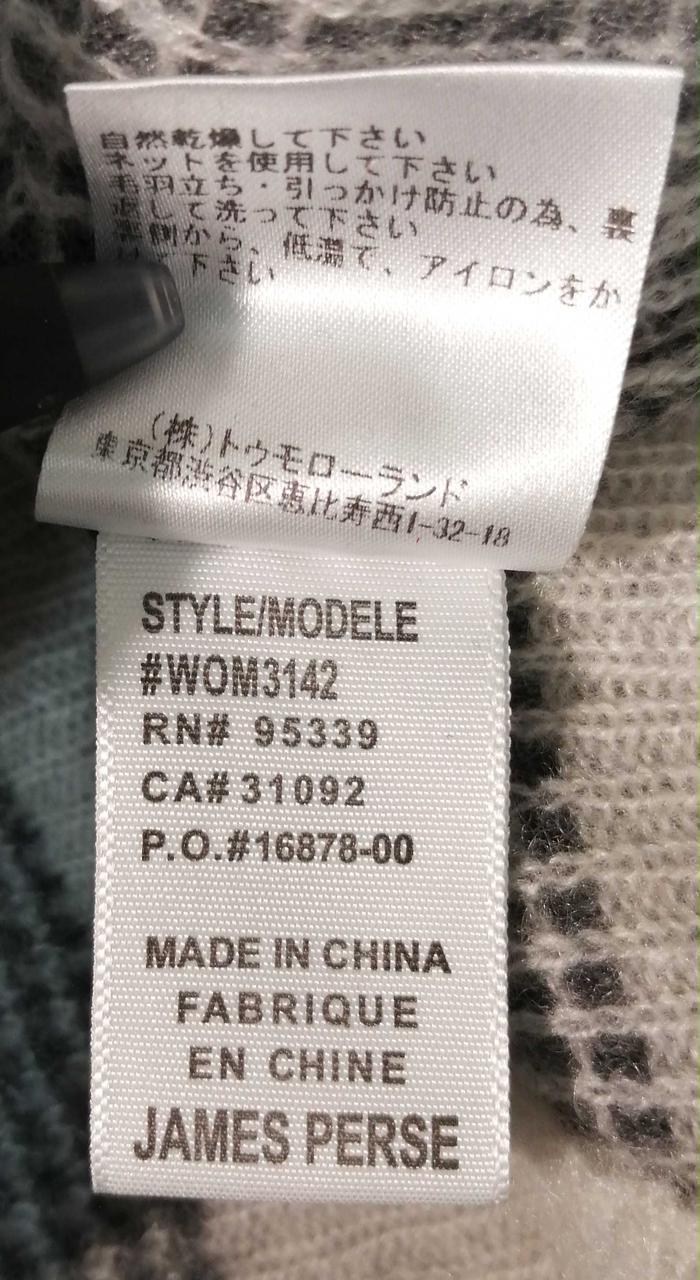 自然乾燥して下さい
ネットを使用して下さい
毛羽立ち・引っかけ防止の為、裏
返して洗って下さい
裏側から、低温で、アイロンをか
けて下さい
(株)トゥモローランド
東京都渋谷区恵比寿西1-32-18
STYLE/MODELE
#WOM3142
RN# 95339
CA# 31092
P.O.#16878-00
MADE IN CHINA
FABRIQUE
EN CHINE
JAMES PERSE